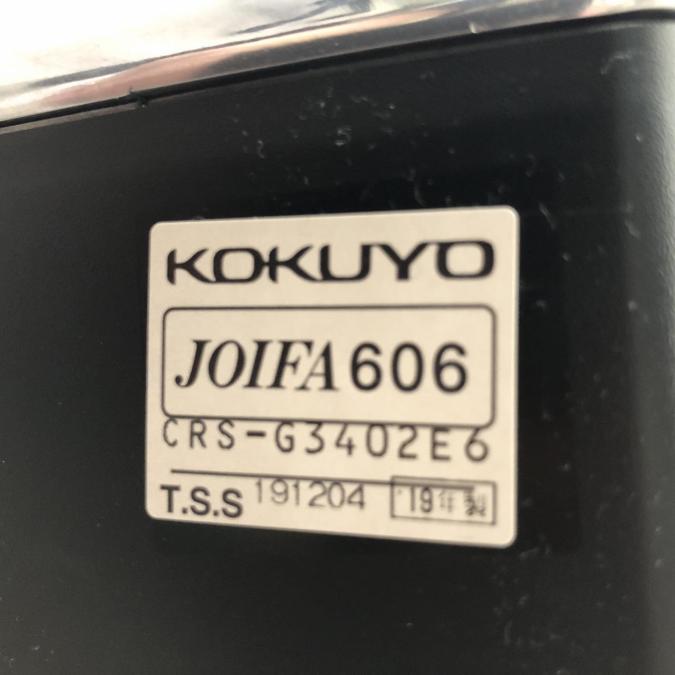 KOKUYO
JOIFA 606
CRS-G3402E6
T.S.S 191204 '19年製